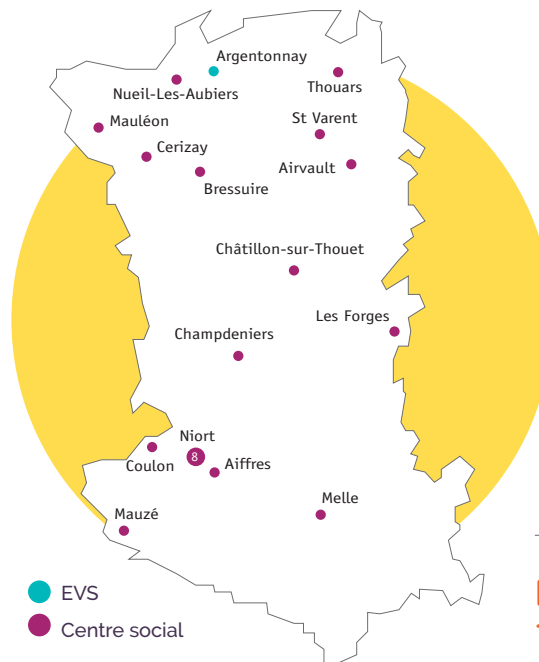 Argentonnay
Nueil-Les-Aubiers
Thouars
Mauléon
St Varent
Cerizay
Airvault
Bressuire
Châtillon-sur-Thouet
Les Forges
Champdeniers
Niort
8
Coulon
Aiffres
Melle
Mauzé
EVS
Centre social